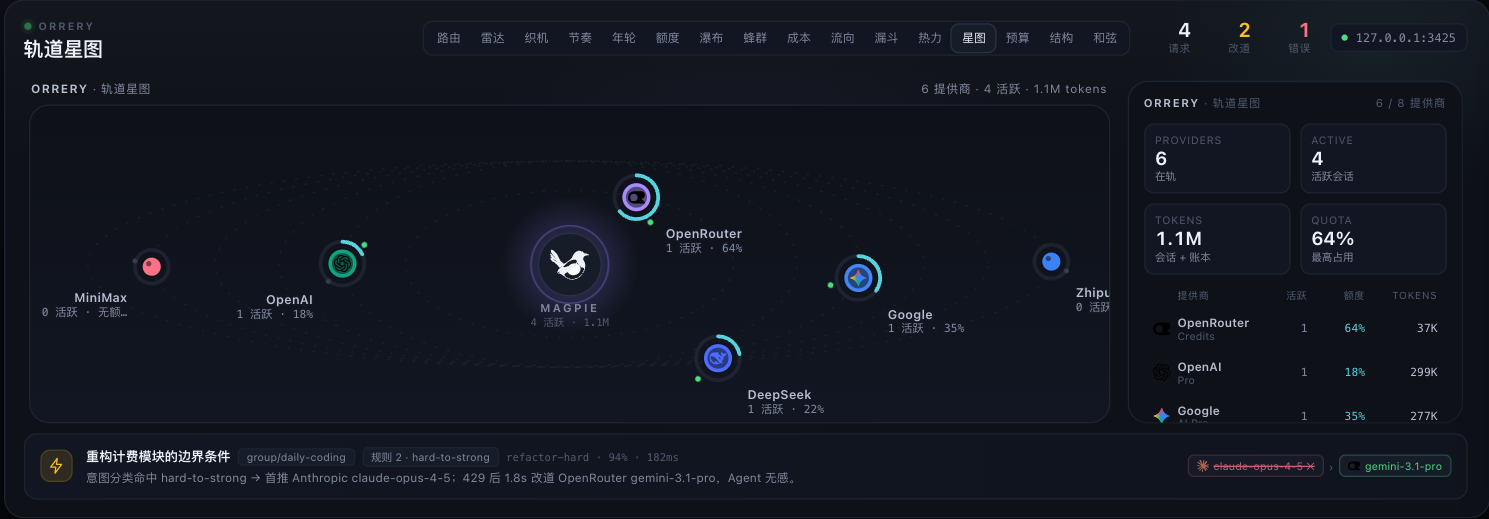 ORRERY
轨道星图
路由 雷达 织机 节奏 年轮 额度 瀑布 蜂群 成本 流向 漏斗 热力 星图 预算 结构 和弦
4 请求
2 改道
1 错误
127.0.0.1:3425
ORRERY · 轨道星图
6 提供商 · 4 活跃 · 1.1M tokens
OpenRouter
1 活跃 · 64%
MiniMax
0 活跃 · 无额…
OpenAI
1 活跃 · 18%
MAGPIE
4 活跃 · 1.1M
Google
1 活跃 · 35%
Zhipu
0 活跃
DeepSeek
1 活跃 · 22%
ORRERY · 轨道星图
6 / 8 提供商
PROVIDERS
6
在轨
ACTIVE
4
活跃会话
TOKENS
1.1M
会话 + 账本
QUOTA
64%
最高占用
提供商 活跃 额度 TOKENS
OpenRouter 1 64% 37K
Credits
OpenAI 1 18% 299K
Pro
Google 1 35% 277K
AI Pro
重构计费模块的边界条件 group/daily-coding 规则 2 · hard-to-strong refactor-hard · 94% · 182ms
意图分类命中 hard-to-strong → 首推 Anthropic claude-opus-4-5；429 后 1.8s 改道 OpenRouter gemini-3.1-pro，Agent 无感。
claude-opus-4-5 ✕ › gemini-3.1-pro